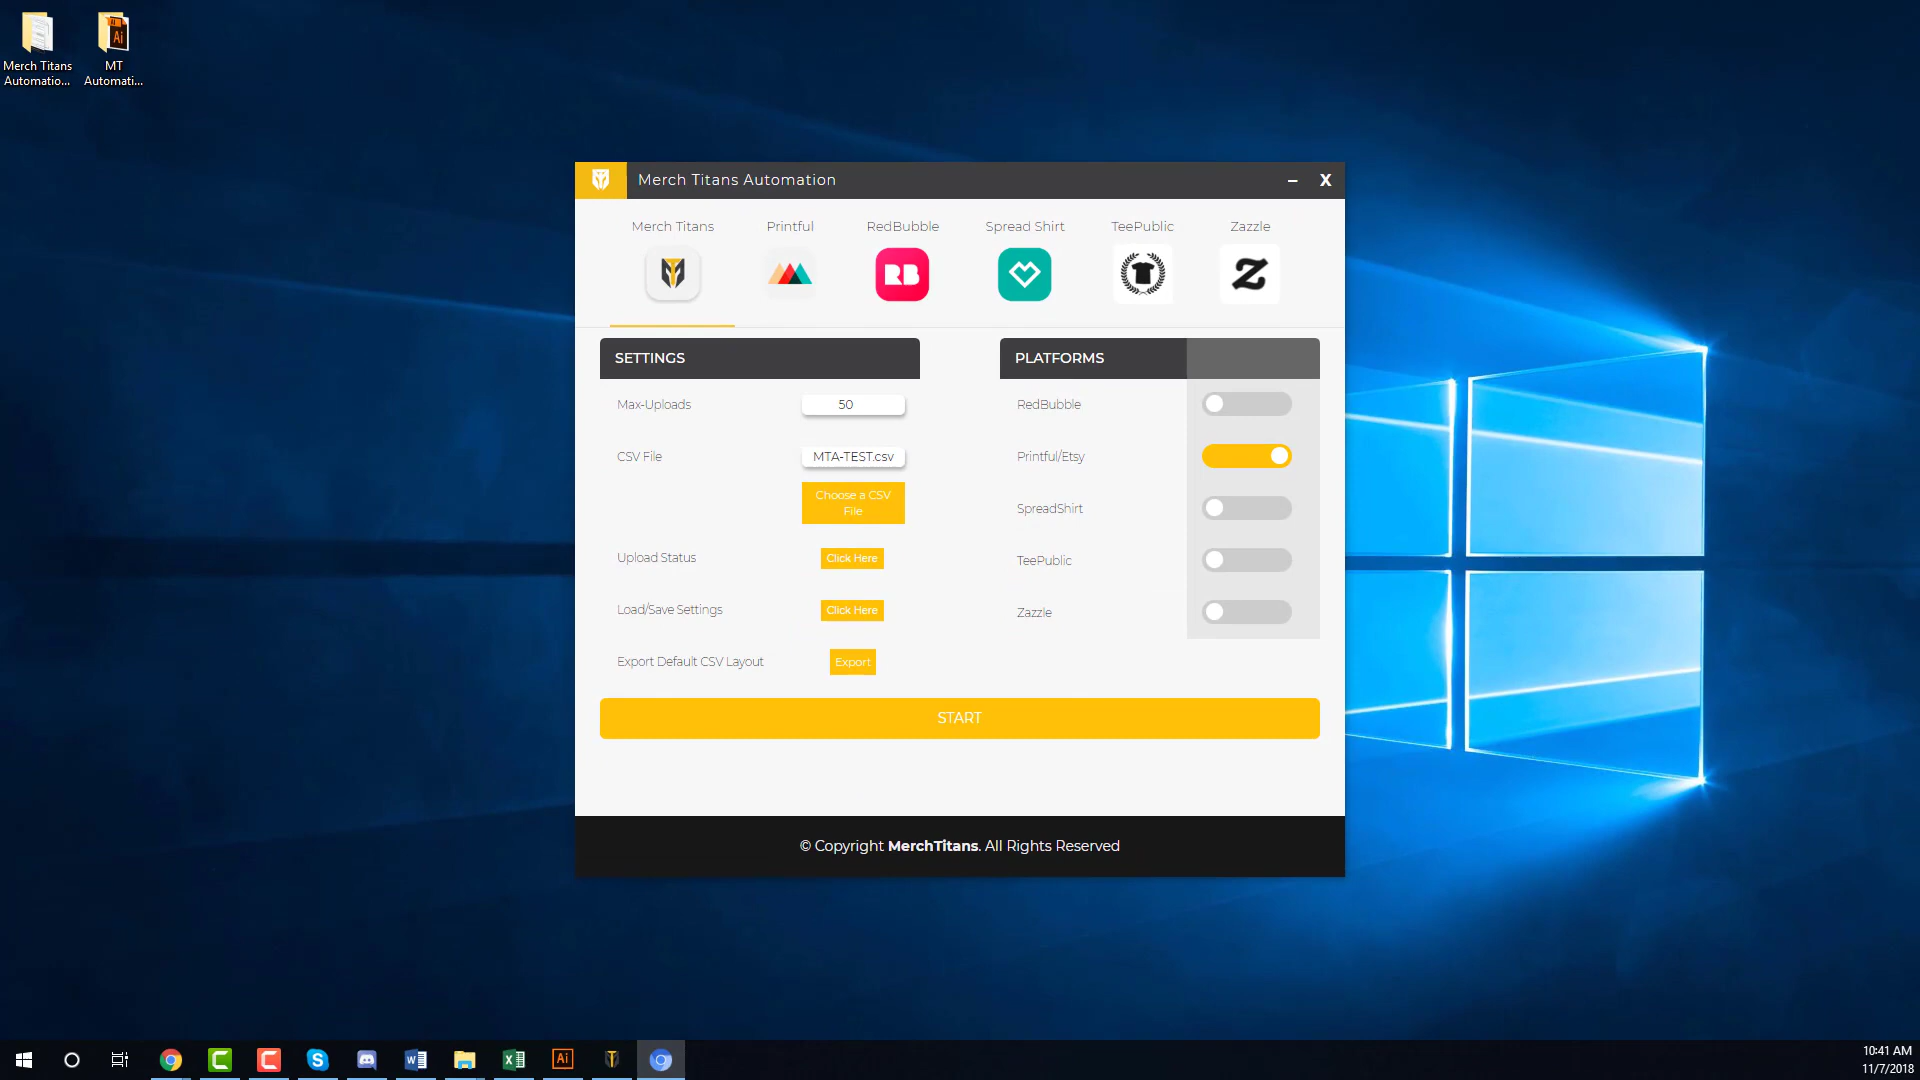 Merch Titans
Automatio...
MT
Automati...
Ai
Merch Titans Automation
– X
Merch Titans
Printful
RedBubble
Spread Shirt
TeePublic
Zazzle
RB
Z
SETTINGS
Max-Uploads
50
CSV File
MTA-TEST.csv
Choose a CSV
File
Upload Status
Click Here
Load/Save Settings
Click Here
Export Default CSV Layout
Export
PLATFORMS
RedBubble
Printful/Etsy
SpreadShirt
TeePublic
Zazzle
START
© Copyright MerchTitans. All Rights Reserved
Ai
10:41 AM
11/7/2018